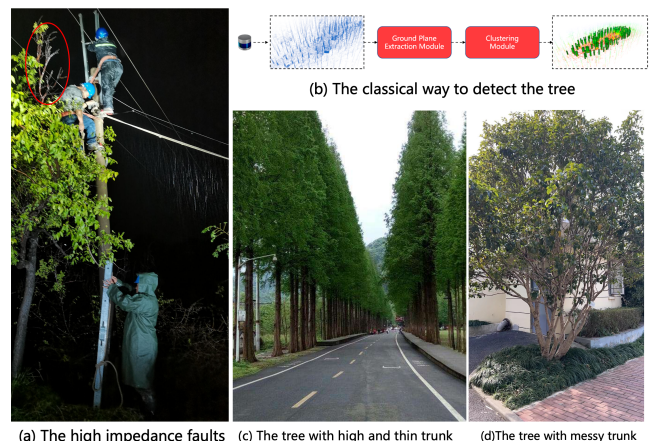 Ground Plane
Extraction Module
Clustering
Module
(b) The classical way to detect the tree
(a) The high impedance faults
(c) The tree with high and thin trunk
(d)The tree with messy trunk